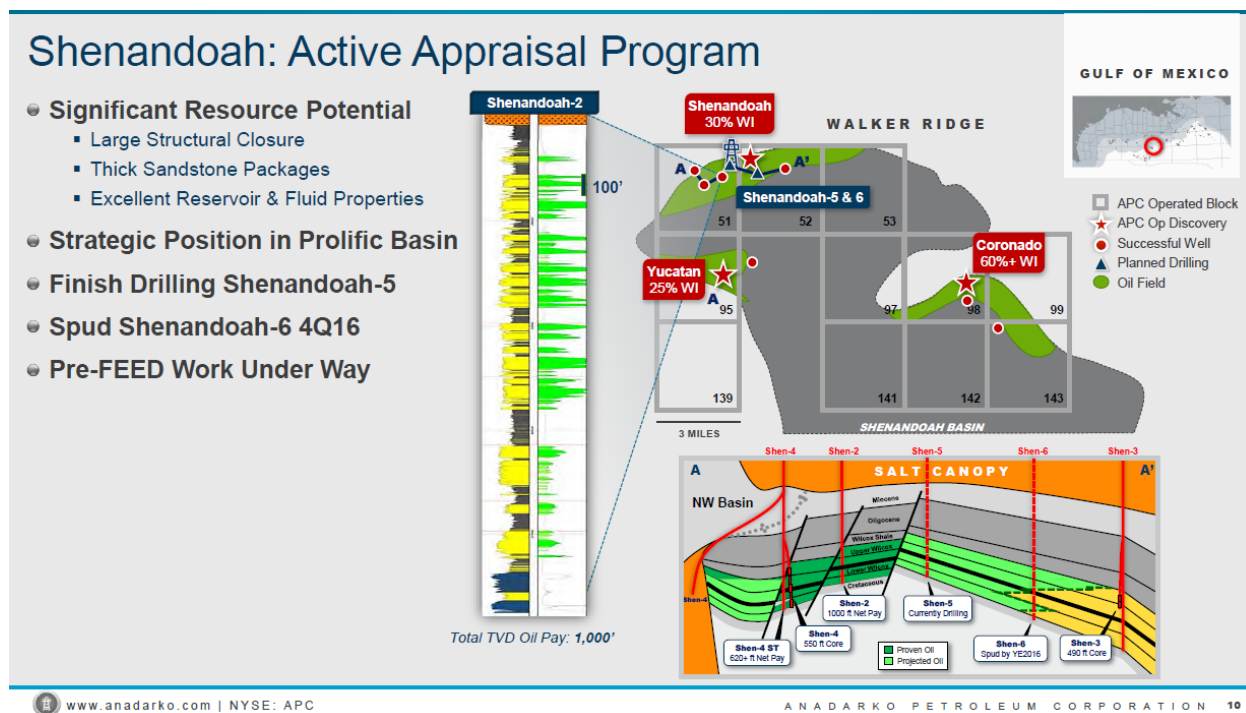 Shenandoah: Active Appraisal Program
Significant Resource Potential
Large Structural Closure
Thick Sandstone Packages
Excellent Reservoir & Fluid Properties
Strategic Position in Prolific Basin
Finish Drilling Shenandoah-5
Spud Shenandoah-6 4Q16
Pre-FEED Work Under Way
Shenandoah-2
100’
Total TVD Oil Pay: 1,000’
Shenandoah
30% WI
WALKER RIDGE
A
A’
Shenandoah-5 & 6
51
52
53
Yucatan
25% WI
A
95
Coronado
60%+ WI
97
98
99
139
141
142
143
3 MILES
SHENANDOAH BASIN
GULF OF MEXICO
APC Operated Block
APC Op Discovery
Successful Well
Planned Drilling
Oil Field
Shen-4
Shen-2
Shen-5
Shen-6
Shen-3
A
SALT CANOPY
A’
NW Basin
Miocene
Oligocene
Wilcox Shale
Upper Wilcox
Lower Wilcox
Cretaceous
Shen-4
Shen-2
1000 ft Net Pay
Shen-5
Currently Drilling
Shen-4
550 ft Core
Shen-4 ST
620+ ft Net Pay
Shen-6
Spud by YE2016
Shen-3
490 ft Core
Proven Oil
Projected Oil
www.anadarko.com | NYSE: APC
ANADARKO PETROLEUM CORPORATION 10